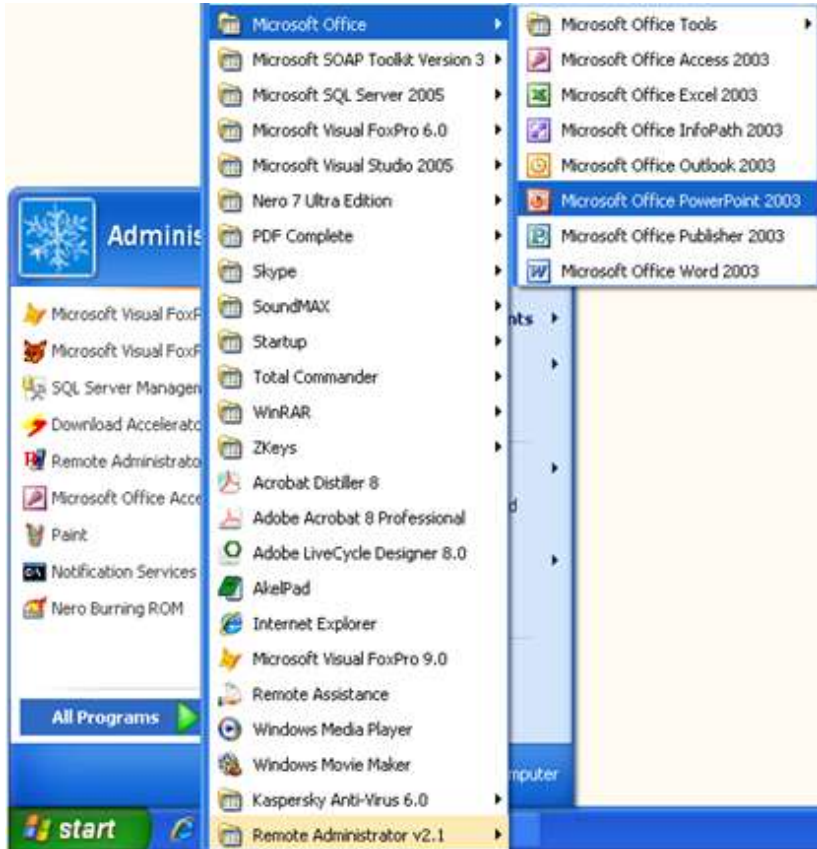 Microsoft Office
Microsoft SOAP Toolkit Version 3
Microsoft SQL Server 2005
Microsoft Visual FoxPro 6.0
Microsoft Visual Studio 2005
Nero 7 Ultra Edition
PDF Complete
Skype
SoundMAX
Startup
Total Commander
WinRAR
ZKeys
Acrobat Distiller 8
Adobe Acrobat 8 Professional
Adobe LiveCycle Designer 8.0
AkelPad
Internet Explorer
Microsoft Visual FoxPro 9.0
Remote Assistance
Windows Media Player
Windows Movie Maker
Kaspersky Anti-Virus 6.0
Remote Administrator v2.1
Microsoft Office Tools
Microsoft Office Access 2003
Microsoft Office Excel 2003
Microsoft Office InfoPath 2003
Microsoft Office Outlook 2003
Microsoft Office PowerPoint 2003
Microsoft Office Publisher 2003
Microsoft Office Word 2003
Adminis
Microsoft Visual FoxP
Microsoft Visual FoxP
SQL Server Managen
Download Accelerato
Remote Administrato
Microsoft Office Acce
Paint
Notification Services
Nero Burning ROM
All Programs
nts
d
mputer
start